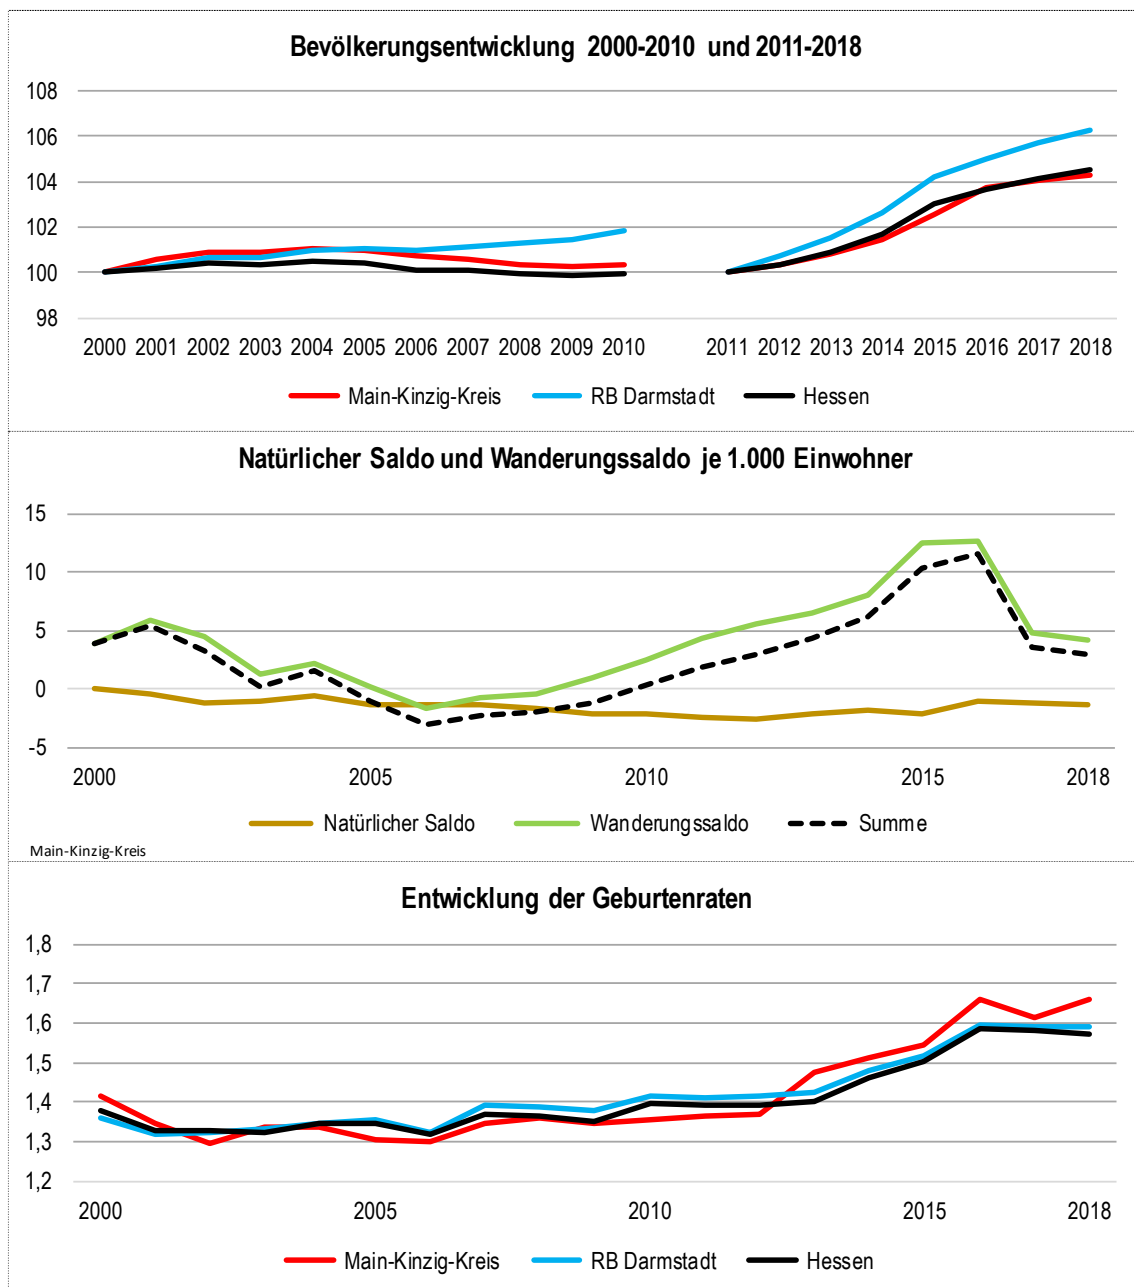 Bevölkerungsentwicklung 2000-2010 und 2011-2018
108
106
104
102
100
98
2000 2001 2002 2003 2004 2005 2006 2007 2008 2009 2010 2011 2012 2013 2014 2015 2016 2017 2018
Main-Kinzig-Kreis RB Darmstadt Hessen
Natürlicher Saldo und Wanderungssaldo je 1.000 Einwohner
15
10
5
0
-5
2000 2005 2010 2015 2018
Natürlicher Saldo Wanderungssaldo Summe
Main-Kinzig-Kreis
Entwicklung der Geburtenraten
1,8
1,7
1,6
1,5
1,4
1,3
1,2
2000 2005 2010 2015 2018
Main-Kinzig-Kreis RB Darmstadt Hessen